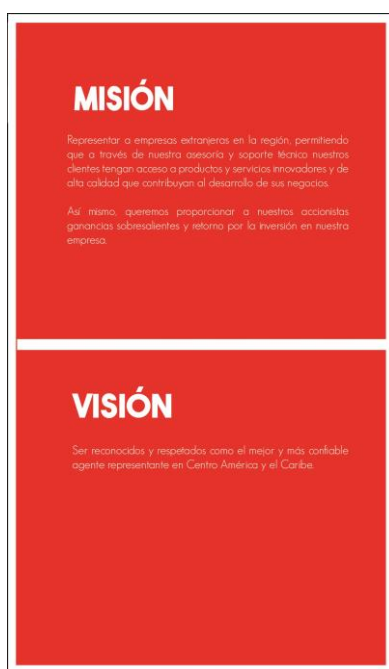 MISIÓN
Representar a empresas extranjeras en la región, permitiendo
que a través de nuestra asesoría y soporte técnico nuestros
clientes tengan acceso a productos y servicios innovadores y de
alta calidad que contribuyan al desarrollo de sus negocios.
Así mismo, queremos proporcionar a nuestros accionistas
ganancias sobresalientes y retorno por la inversión en nuestra
empresa.
VISIÓN
Ser reconocidos y respetados como el mejor y más confiable
agente representante en Centro América y el Caribe.